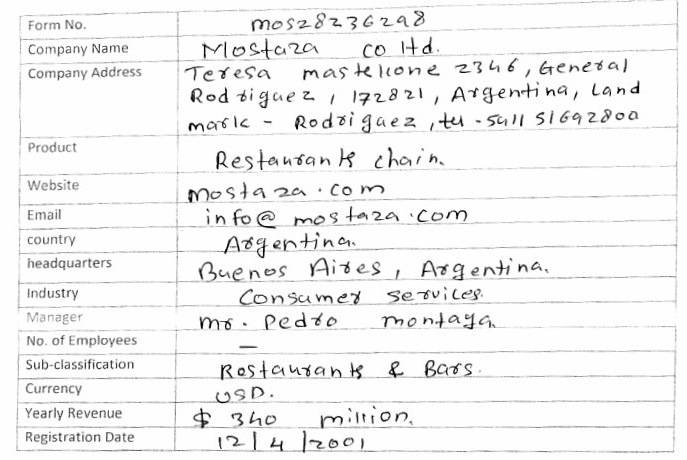 Form No. mos28236298
Company Name Mostaza co ltd.
Company Address Teresa mastellone 2346, General
Rodriguez, 172821, Argentina, Land
mark - Rodriguez, tel - 5411 51692800
Product Restaurants chain.
Website mostaza.com
Email info@mostaza.com
country Argentina.
headquarters Buenos Aires, Argentina.
Industry Consumer services.
Manager mr. Pedro montaya
No. of Employees —
Sub-classification Restaurants & Bars.
Currency USD.
Yearly Revenue $ 340 million.
Registration Date 12/4/2001